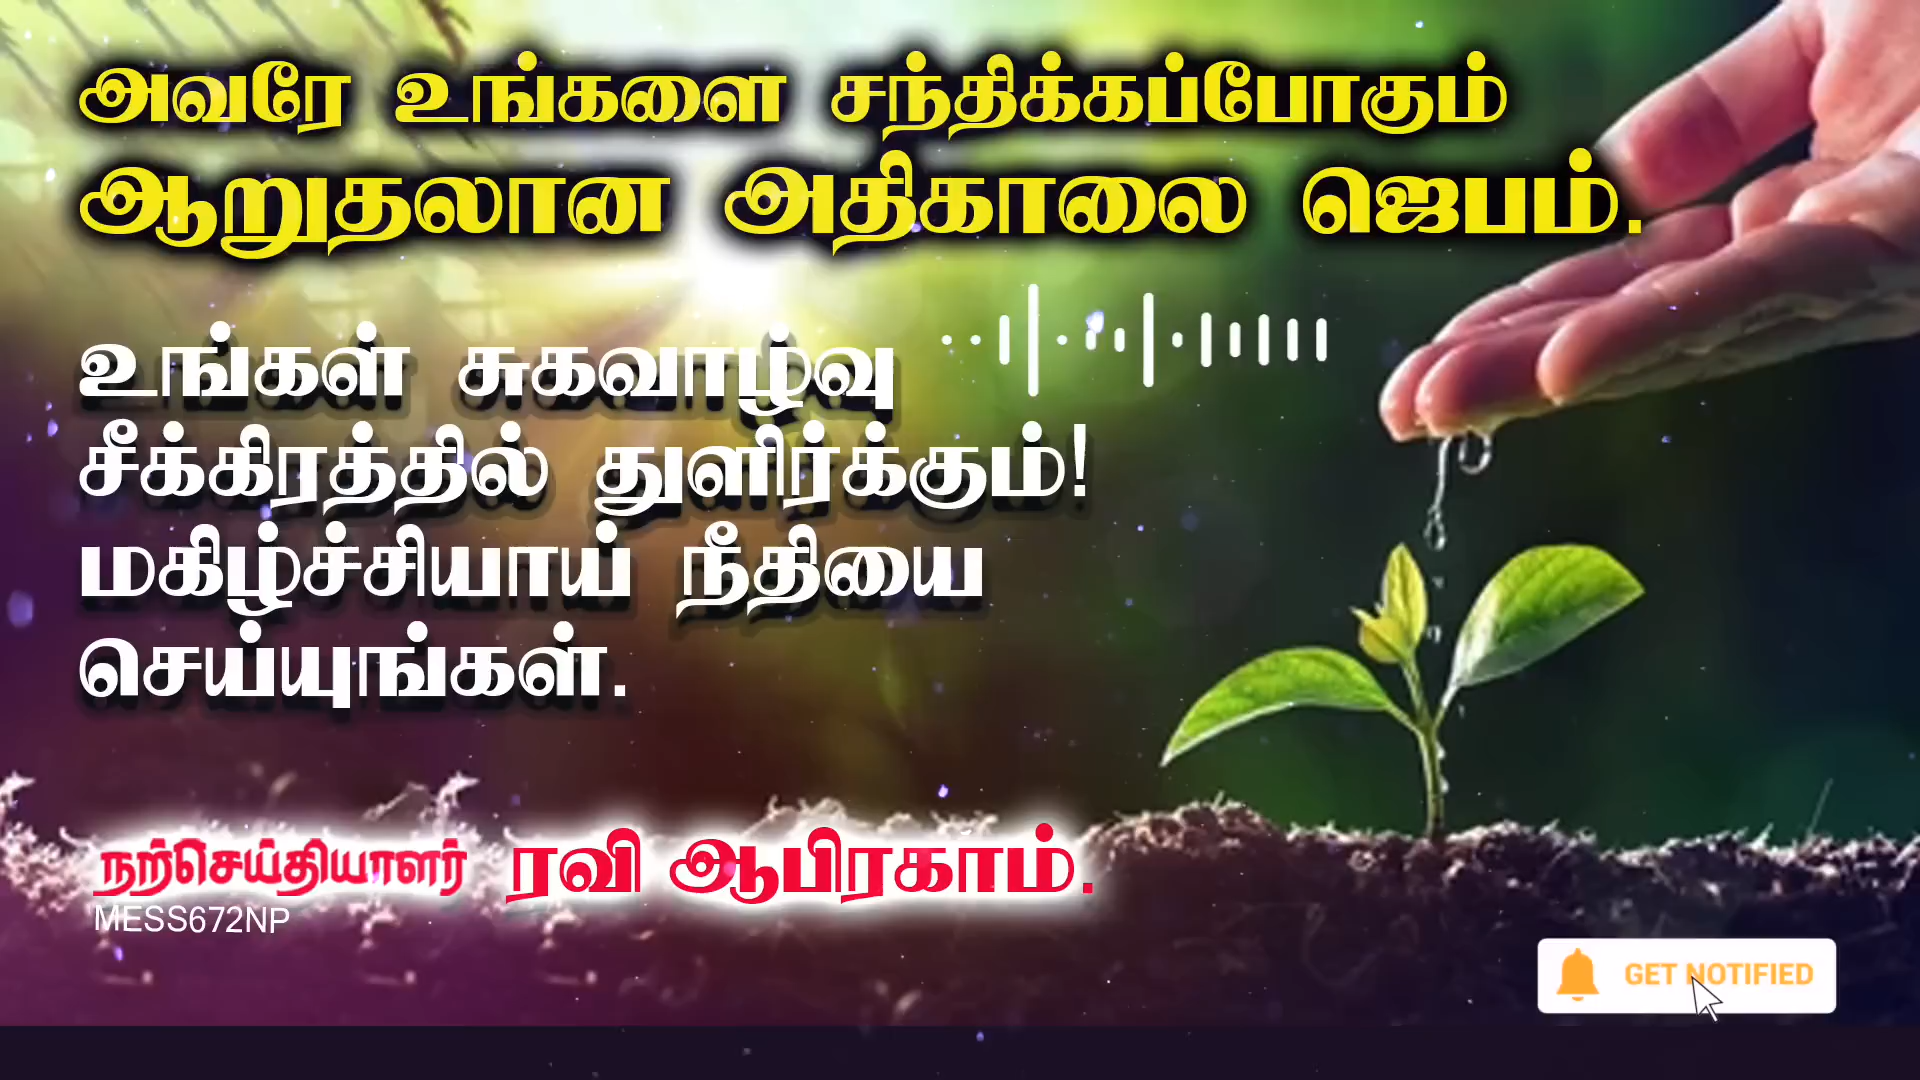 அவரே உங்களை சந்திக்கப்போகும்
ஆறுதலான அதிகாலை ஜெபம்.
உங்கள் சுகவாழ்வு
சீக்கிரத்தில் துளிர்க்கும்!
மகிழ்ச்சியாய் நீதியை
செய்யுங்கள்.
நற்செய்தியாளர் ரவி ஆபிரகாம்.
MESS672NP
GET NOTIFIED